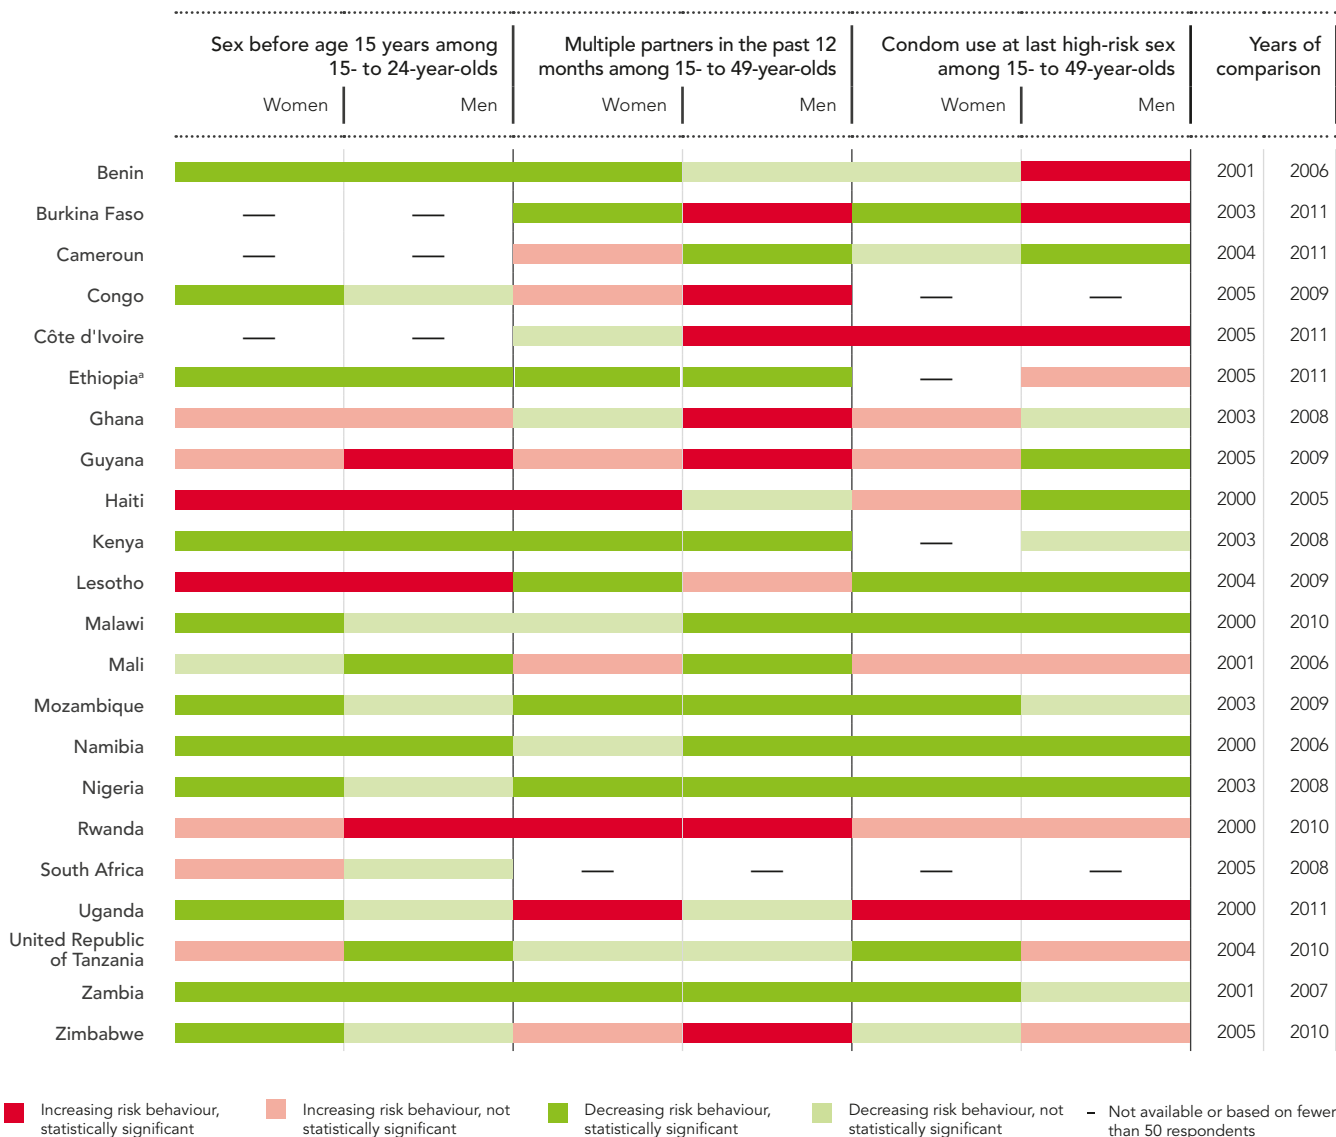 Sex before age 15 years among
15- to 24-year-olds
Multiple partners in the past 12
months among 15- to 49-year-olds
Condom use at last high-risk sex
among 15- to 49-year-olds
Years of
comparison
Women Men Women Men Women Men
Benin 2001 2006
Burkina Faso — — 2003 2011
Cameroun — — 2004 2011
Congo — — 2005 2009
Côte d'Ivoire — — 2005 2011
Ethiopiaᵃ — 2005 2011
Ghana 2003 2008
Guyana 2005 2009
Haiti 2000 2005
Kenya — 2003 2008
Lesotho 2004 2009
Malawi 2000 2010
Mali 2001 2006
Mozambique 2003 2009
Namibia 2000 2006
Nigeria 2003 2008
Rwanda 2000 2010
South Africa — — — — 2005 2008
Uganda 2000 2011
United Republic
of Tanzania 2004 2010
Zambia 2001 2007
Zimbabwe 2005 2010
Increasing risk behaviour,
statistically significant
Increasing risk behaviour, not
statistically significant
Decreasing risk behaviour,
statistically significant
Decreasing risk behaviour, not
statistically significant
– Not available or based on fewer
than 50 respondents